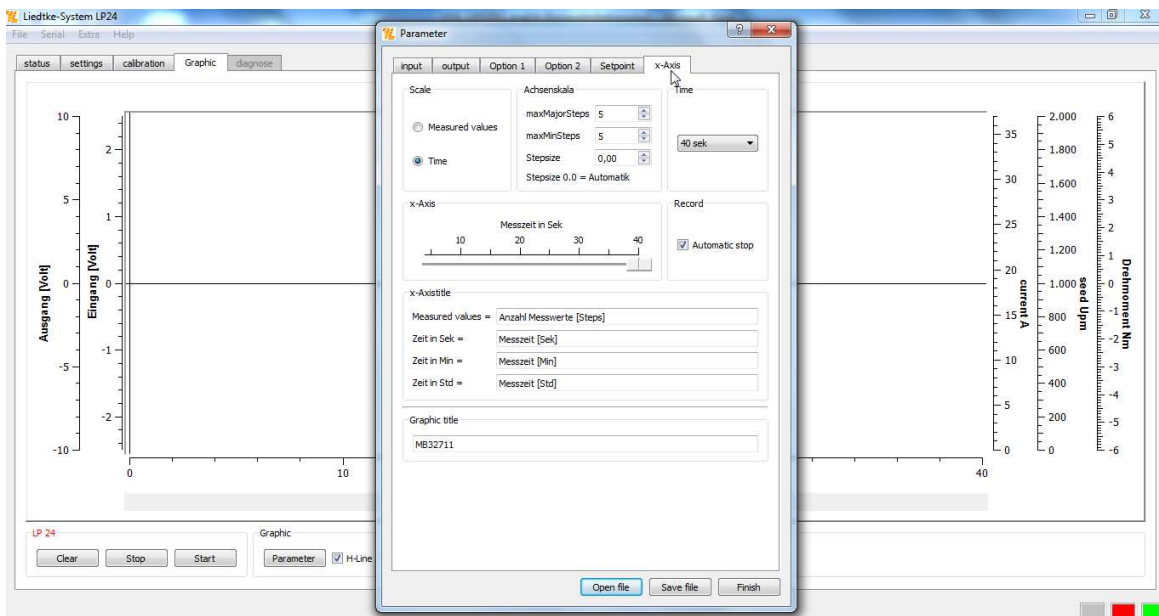 Liedtke-System LP24
File Serial Extra Help
status settings calibration Graphic diagnose
Ausgang [Volt]
10
5
0
-5
-10
Eingang [Volt]
2
1
0
-1
-2
0 10 40
35
30
25
20
15
10
5
0
current A
2.000
1.800
1.600
1.400
1.200
1.000
800
600
400
200
0
seed Upm
6
5
4
3
2
1
0
-1
-2
-3
-4
-5
-6
Drehmoment Nm
LP 24
Clear Stop Start
Graphic
Parameter H-Line
Parameter
input output Option 1 Option 2 Setpoint x-Axis
Scale
Measured values
Time
Achsenskala
maxMajorSteps 5
maxMinSteps 5
Stepsize 0,00
Stepsize 0.0 = Automatik
Time
40 sek
x-Axis
Messzeit in Sek
10 20 30 40
Record
Automatic stop
x-Axistitle
Measured values = Anzahl Messwerte [Steps]
Zeit in Sek = Messzeit [Sek]
Zeit in Min = Messzeit [Min]
Zeit in Std = Messzeit [Std]
Graphic title
MB32711
Open file Save fiile Finish